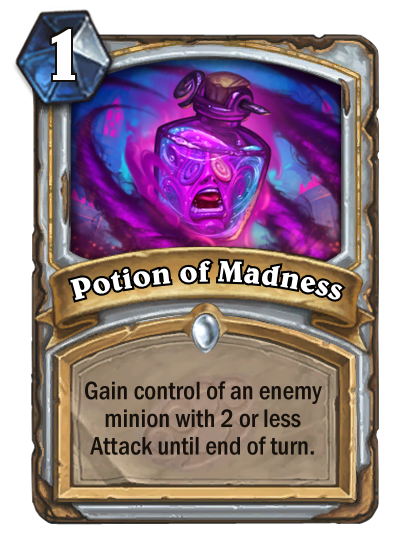 1
Potion of Madness
Gain control of an enemy
minion with 2 or less
Attack until end of turn.